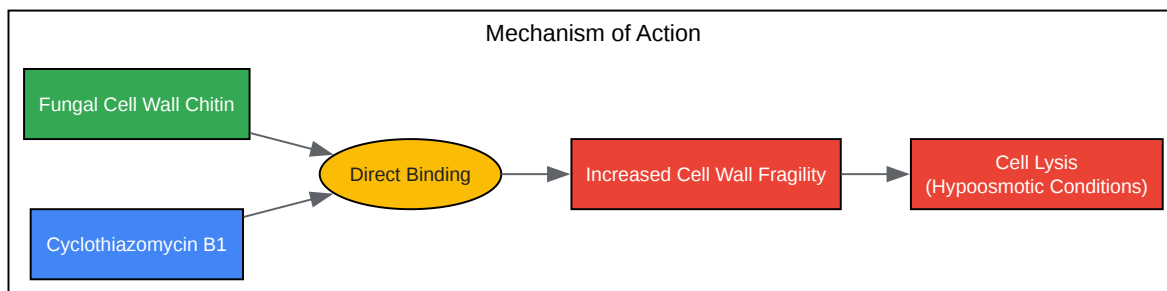 Mechanism of Action
Fungal Cell Wall Chitin
Cyclothiazomycin B1
Direct Binding
Increased Cell Wall Fragility
Cell Lysis
(Hypoosmotic Conditions)